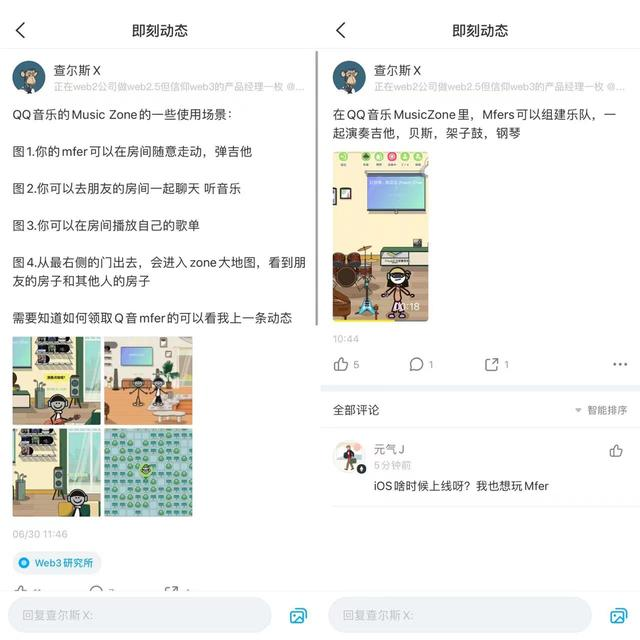 即刻动态
查尔斯 X
正在web2公司做web2.5但信仰web3的产品经理一枚 @...
QQ音乐的Music Zone的一些使用场景：
图1.你的mfer可以在房间随意走动，弹吉他
图2.你可以去朋友的房间一起聊天 听音乐
图3.你可以在房间播放自己的歌单
图4.从最右侧的门出去，会进入zone大地图，看到朋
友的房子和其他人的房子
需要知道如何领取Q音mfer的可以看我上一条动态
06/30 11:46
Web3研究所
回复查尔斯 X:
即刻动态
查尔斯 X
正在web2公司做web2.5但信仰web3的产品经理一枚 @...
在QQ音乐MusicZone里，Mfers可以组建乐队，一
起演奏吉他，贝斯，架子鼓，钢琴
00:18
10:44
5
1
1
全部评论
智能排序
元气 J
5分钟前
iOS啥时候上线呀？我也想玩Mfer
回复查尔斯 X: